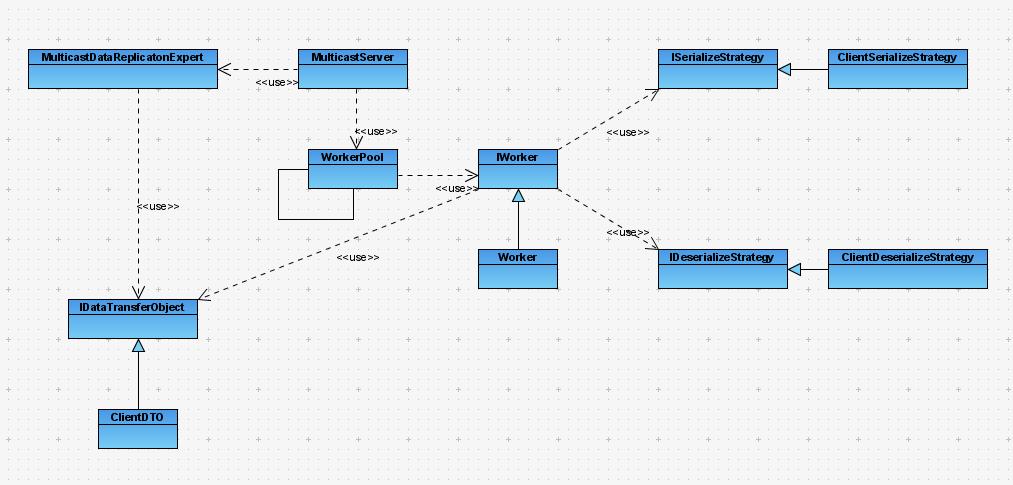 MulticastDataReplicatonExpert
MulticastServer
ISerializeStrategy
ClientSerializeStrategy
<<use>>
<<use>>
<<use>>
WorkerPool
IWorker
<<use>>
<<use>>
<<use>>
<<use>>
Worker
IDeserializeStrategy
ClientDeserializeStrategy
IDataTransferObject
ClientDTO